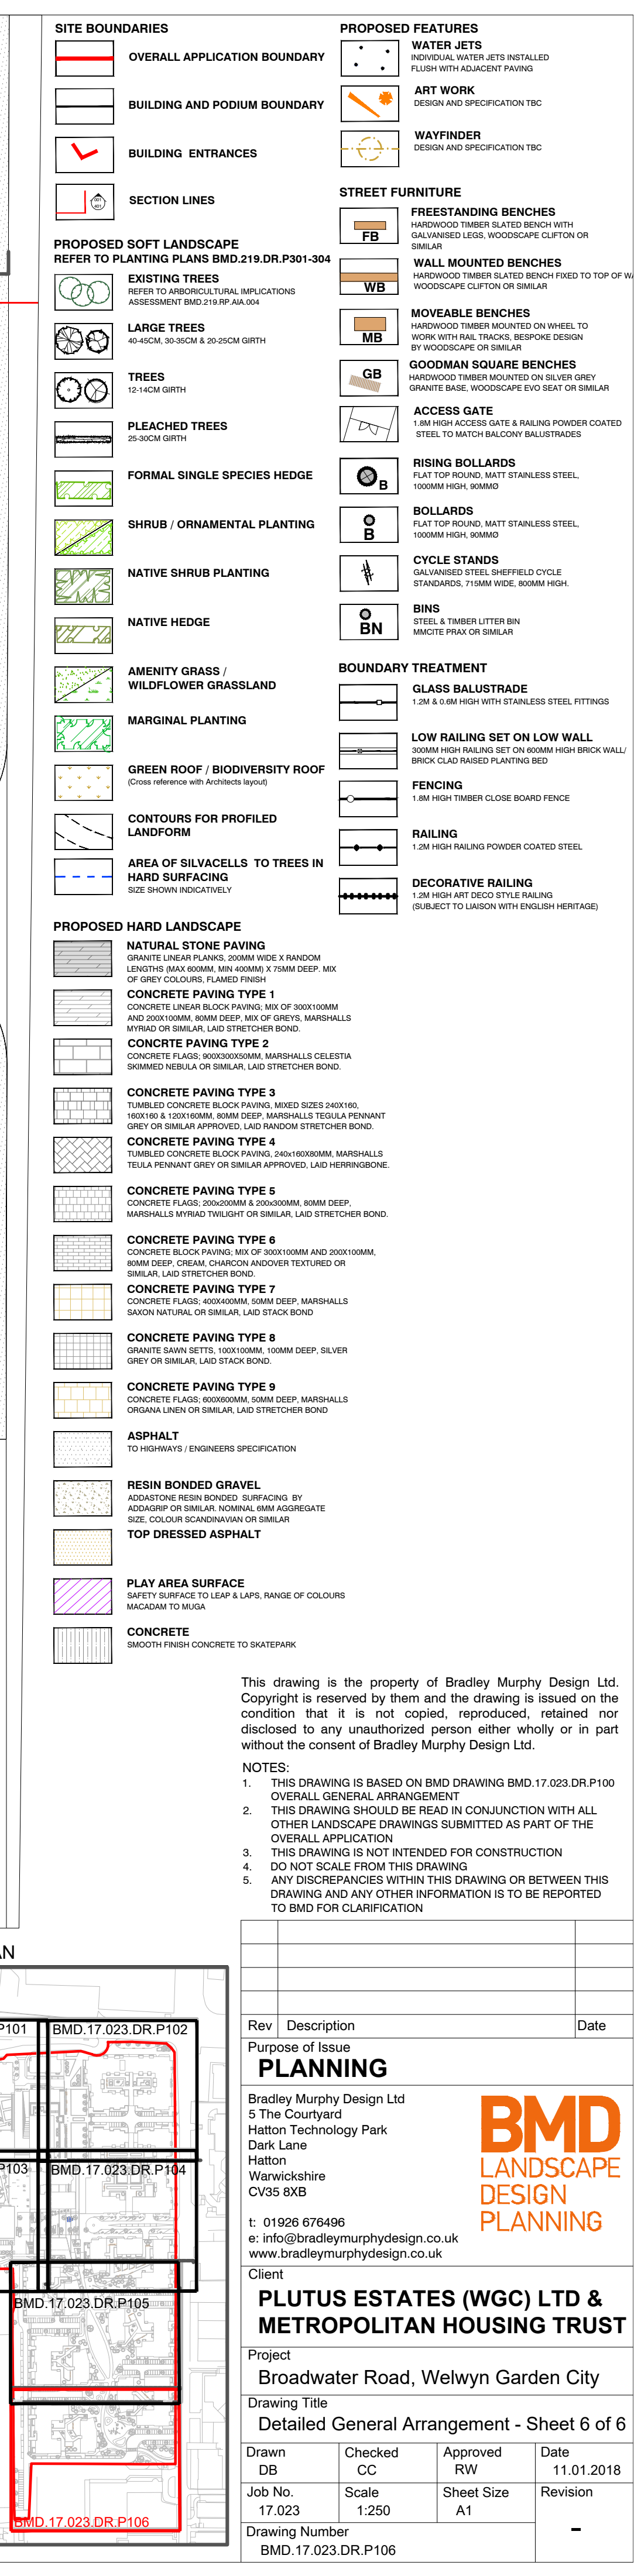 SITE BOUNDARIES
OVERALL APPLICATION BOUNDARY
BUILDING AND PODIUM BOUNDARY
BUILDING ENTRANCES
SECTION LINES
PROPOSED SOFT LANDSCAPE
REFER TO PLANTING PLANS BMD.219.DR.P301-304
EXISTING TREES
REFER TO ARBORICULTURAL IMPLICATIONS
ASSESSMENT BMD.219.RP.AIA.004
LARGE TREES
40-45CM, 30-35CM & 20-25CM GIRTH
TREES
12-14CM GIRTH
PLEACHED TREES
25-30CM GIRTH
FORMAL SINGLE SPECIES HEDGE
SHRUB / ORNAMENTAL PLANTING
NATIVE SHRUB PLANTING
NATIVE HEDGE
AMENITY GRASS /
WILDFLOWER GRASSLAND
MARGINAL PLANTING
GREEN ROOF / BIODIVERSITY ROOF
(Cross reference with Architects layout)
CONTOURS FOR PROFILED
LANDFORM
AREA OF SILVACELLS TO TREES IN
HARD SURFACING
SIZE SHOWN INDICATIVELY
PROPOSED FEATURES
WATER JETS
INDIVIDUAL WATER JETS INSTALLED
FLUSH WITH ADJACENT PAVING
ART WORK
DESIGN AND SPECIFICATION TBC
WAYFINDER
DESIGN AND SPECIFICATION TBC
STREET FURNITURE
FB
FREESTANDING BENCHES
HARDWOOD TIMBER SLATED BENCH WITH
GALVANISED LEGS, WOODSCAPE CLIFTON OR
SIMILAR
WB
WALL MOUNTED BENCHES
HARDWOOD TIMBER SLATED BENCH FIXED TO TOP OF WA
WOODSCAPE CLIFTON OR SIMILAR
MB
MOVEABLE BENCHES
HARDWOOD TIMBER MOUNTED ON WHEEL TO
WORK WITH RAIL TRACKS, BESPOKE DESIGN
BY WOODSCAPE OR SIMILAR
GB
GOODMAN SQUARE BENCHES
HARDWOOD TIMBER MOUNTED ON SILVER GREY
GRANITE BASE, WOODSCAPE EVO SEAT OR SIMILAR
ACCESS GATE
1.8M HIGH ACCESS GATE & RAILING POWDER COATED
STEEL TO MATCH BALCONY BALUSTRADES
B
RISING BOLLARDS
FLAT TOP ROUND, MATT STAINLESS STEEL,
1000MM HIGH, 90MMØ
B
BOLLARDS
FLAT TOP ROUND, MATT STAINLESS STEEL,
1000MM HIGH, 90MMØ
CYCLE STANDS
GALVANISED STEEL SHEFFIELD CYCLE
STANDARDS, 715MM WIDE, 800MM HIGH.
BN
BINS
STEEL & TIMBER LITTER BIN
MMCITE PRAX OR SIMILAR
BOUNDARY TREATMENT
GLASS BALUSTRADE
1.2M & 0.6M HIGH WITH STAINLESS STEEL FITTINGS
LOW RAILING SET ON LOW WALL
300MM HIGH RAILING SET ON 600MM HIGH BRICK WALL/
BRICK CLAD RAISED PLANTING BED
FENCING
1.8M HIGH TIMBER CLOSE BOARD FENCE
RAILING
1.2M HIGH RAILING POWDER COATED STEEL
DECORATIVE RAILING
1.2M HIGH ART DECO STYLE RAILING
(SUBJECT TO LIAISON WITH ENGLISH HERITAGE)
PROPOSED HARD LANDSCAPE
NATURAL STONE PAVING
GRANITE LINEAR PLANKS, 200MM WIDE X RANDOM
LENGTHS (MAX 600MM, MIN 400MM) X 75MM DEEP. MIX
OF GREY COLOURS, FLAMED FINISH
CONCRETE PAVING TYPE 1
CONCRETE LINEAR BLOCK PAVING; MIX OF 300X100MM
AND 200X100MM, 80MM DEEP, MIX OF GREYS, MARSHALLS
MYRIAD OR SIMILAR, LAID STRETCHER BOND.
CONCRTE PAVING TYPE 2
CONCRETE FLAGS; 900X300X50MM, MARSHALLS CELESTIA
SKIMMED NEBULA OR SIMILAR, LAID STRETCHER BOND.
CONCRETE PAVING TYPE 3
TUMBLED CONCRETE BLOCK PAVING, MIXED SIZES 240X160,
160X160 & 120X160MM, 80MM DEEP, MARSHALLS TEGULA PENNANT
GREY OR SIMILAR APPROVED, LAID RANDOM STRETCHER BOND.
CONCRETE PAVING TYPE 4
TUMBLED CONCRETE BLOCK PAVING, 240x160X80MM, MARSHALLS
TEULA PENNANT GREY OR SIMILAR APPROVED, LAID HERRINGBONE.
CONCRETE PAVING TYPE 5
CONCRETE FLAGS; 200x200MM & 200x300MM, 80MM DEEP,
MARSHALLS MYRIAD TWILIGHT OR SIMILAR, LAID STRETCHER BOND.
CONCRETE PAVING TYPE 6
CONCRETE BLOCK PAVING; MIX OF 300X100MM AND 200X100MM,
80MM DEEP, CREAM, CHARCON ANDOVER TEXTURED OR
SIMILAR, LAID STRETCHER BOND.
CONCRETE PAVING TYPE 7
CONCRETE FLAGS; 400X400MM, 50MM DEEP, MARSHALLS
SAXON NATURAL OR SIMILAR, LAID STACK BOND
CONCRETE PAVING TYPE 8
GRANITE SAWN SETTS, 100X100MM, 100MM DEEP, SILVER
GREY OR SIMILAR, LAID STACK BOND.
CONCRETE PAVING TYPE 9
CONCRETE FLAGS; 600X600MM, 50MM DEEP, MARSHALLS
ORGANA LINEN OR SIMILAR, LAID STRETCHER BOND
ASPHALT
TO HIGHWAYS / ENGINEERS SPECIFICATION
RESIN BONDED GRAVEL
ADDASTONE RESIN BONDED SURFACING BY
ADDAGRIP OR SIMILAR. NOMINAL 6MM AGGREGATE
SIZE, COLOUR SCANDINAVIAN OR SIMILAR
TOP DRESSED ASPHALT
PLAY AREA SURFACE
SAFETY SURFACE TO LEAP & LAPS, RANGE OF COLOURS
MACADAM TO MUGA
CONCRETE
SMOOTH FINISH CONCRETE TO SKATEPARK
This drawing is the property of Bradley Murphy Design Ltd.
Copyright is reserved by them and the drawing is issued on the
condition that it is not copied, reproduced, retained nor
disclosed to any unauthorized person either wholly or in part
without the consent of Bradley Murphy Design Ltd.
NOTES:
1. THIS DRAWING IS BASED ON BMD DRAWING BMD.17.023.DR.P100
OVERALL GENERAL ARRANGEMENT
2. THIS DRAWING SHOULD BE READ IN CONJUNCTION WITH ALL
OTHER LANDSCAPE DRAWINGS SUBMITTED AS PART OF THE
OVERALL APPLICATION
3. THIS DRAWING IS NOT INTENDED FOR CONSTRUCTION
4. DO NOT SCALE FROM THIS DRAWING
5. ANY DISCREPANCIES WITHIN THIS DRAWING OR BETWEEN THIS
DRAWING AND ANY OTHER INFORMATION IS TO BE REPORTED
TO BMD FOR CLARIFICATION
AN
P101
BMD.17.023.DR.P102
P103
BMD.17.023.DR.P104
BMD.17.023.DR.P105
BMD.17.023.DR.P106
Rev Description Date
Purpose of Issue
PLANNING
Bradley Murphy Design Ltd
5 The Courtyard
Hatton Technology Park
Dark Lane
Hatton
Warwickshire
CV35 8XB
t: 01926 676496
e: info@bradleymurphydesign.co.uk
www.bradleymurphydesign.co.uk
BMD
LANDSCAPE
DESIGN
PLANNING
Client
PLUTUS ESTATES (WGC) LTD &
METROPOLITAN HOUSING TRUST
Project
Broadwater Road, Welwyn Garden City
Drawing Title
Detailed General Arrangement - Sheet 6 of 6
Drawn Checked Approved Date
DB CC RW 11.01.2018
Job No. Scale Sheet Size Revision
17.023 1:250 A1 -
Drawing Number
BMD.17.023.DR.P106